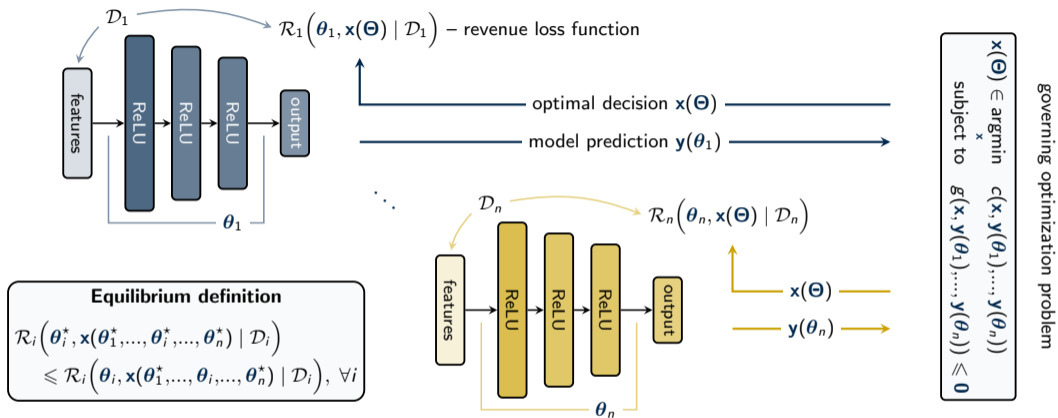 𝒟₁
ℛ₁(θ₁, x(Θ) | 𝒟₁) – revenue loss function
features
ReLU
ReLU
ReLU
output
θ₁
optimal decision x(Θ)
model prediction y(θ₁)
⋱
𝒟ₙ
ℛₙ(θₙ, x(Θ) | 𝒟ₙ)
features
ReLU
ReLU
ReLU
output
θₙ
x(Θ)
y(θₙ)
x(Θ) ∈ argmin c(x, y(θ₁),..., y(θₙ))
x
subject to g(x, y(θ₁),..., y(θₙ)) ⩽ 0
governing optimization problem
Equilibrium definition
ℛᵢ(θᵢ*, x(θ₁*,...,θᵢ*,...,θₙ*) | 𝒟ᵢ)
⩽ ℛᵢ(θᵢ, x(θ₁*,...,θᵢ,...,θₙ*) | 𝒟ᵢ), ∀i